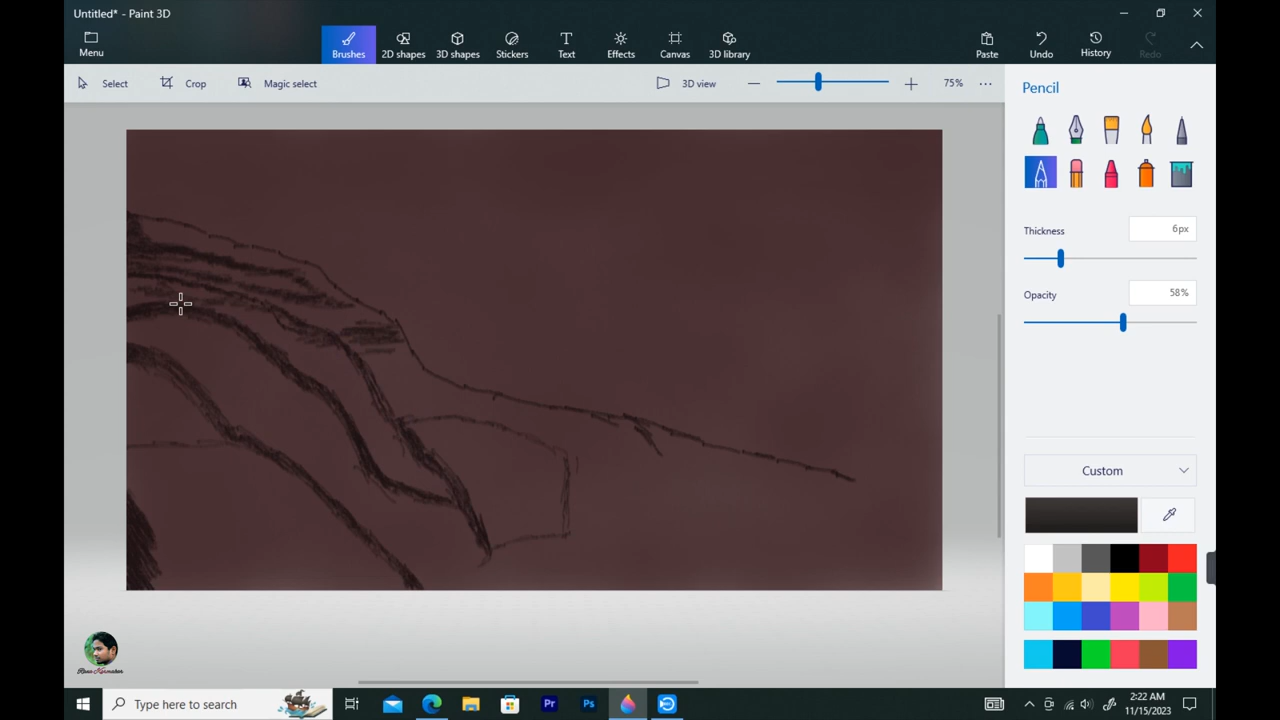 Untitled* - Paint 3D
Menu
Brushes
2D shapes
3D shapes
Stickers
Text
Effects
Canvas
3D library
Paste
Undo
History
Redo
Select
Crop
Magic select
3D view
75%
Pencil
Thickness
6px
Opacity
58%
Custom
Type here to search
Pr
Ps
2:22 AM
11/15/2023